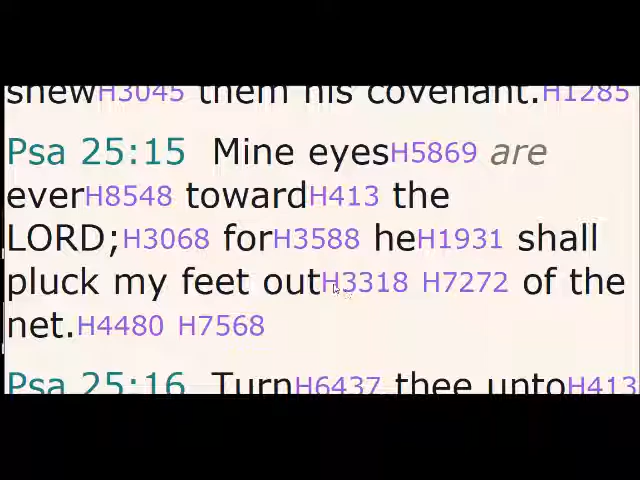 shewH3045 them his covenant.H1285
Psa 25:15 Mine eyesH5869 are
everH8548 towardH413 the
LORD;H3068 forH3588 heH1931 shall
pluck my feet outH3318 H7272 of the
net.H4480 H7568
Psa 25:16 TurnH6437 thee untoH413